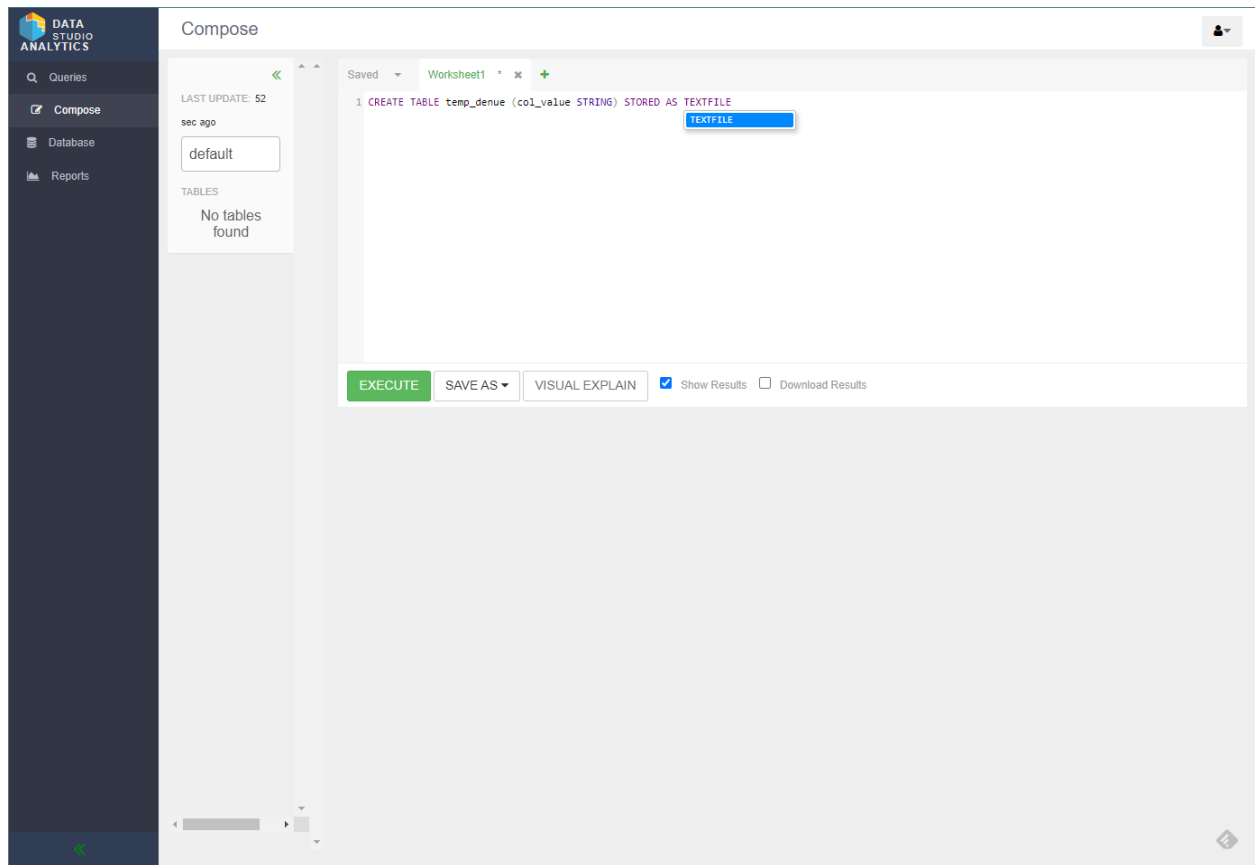 DATA
STUDIO
ANALYTICS
Queries
Compose
Database
Reports
Compose
LAST UPDATE: 52
sec ago
default
TABLES
No tables
found
Saved
Worksheet1 *
1 CREATE TABLE temp_denue (col_value STRING) STORED AS TEXTFILE
TEXTFILE
EXECUTE SAVE AS VISUAL EXPLAIN Show Results Download Results